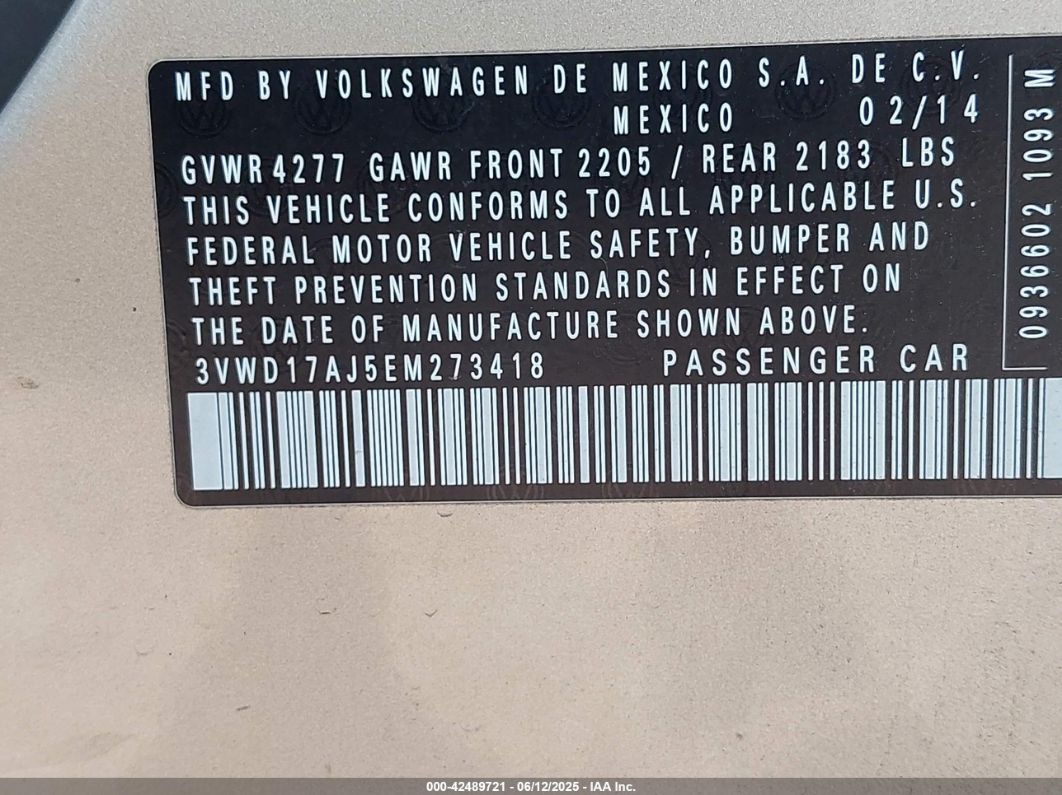 MFD BY VOLKSWAGEN DE MEXICO S.A. DE C.V.
MEXICO 02/14
GVWR 4277 GAWR FRONT 2205 / REAR 2183 LBS
THIS VEHICLE CONFORMS TO ALL APPLICABLE U.S.
FEDERAL MOTOR VEHICLE SAFETY, BUMPER AND
THEFT PREVENTION STANDARDS IN EFFECT ON
THE DATE OF MANUFACTURE SHOWN ABOVE.
3VWD17AJ5EM273418 PASSENGER CAR
0936602 1093 M
000-42489721 - 06/12/2025 - IAA Inc.